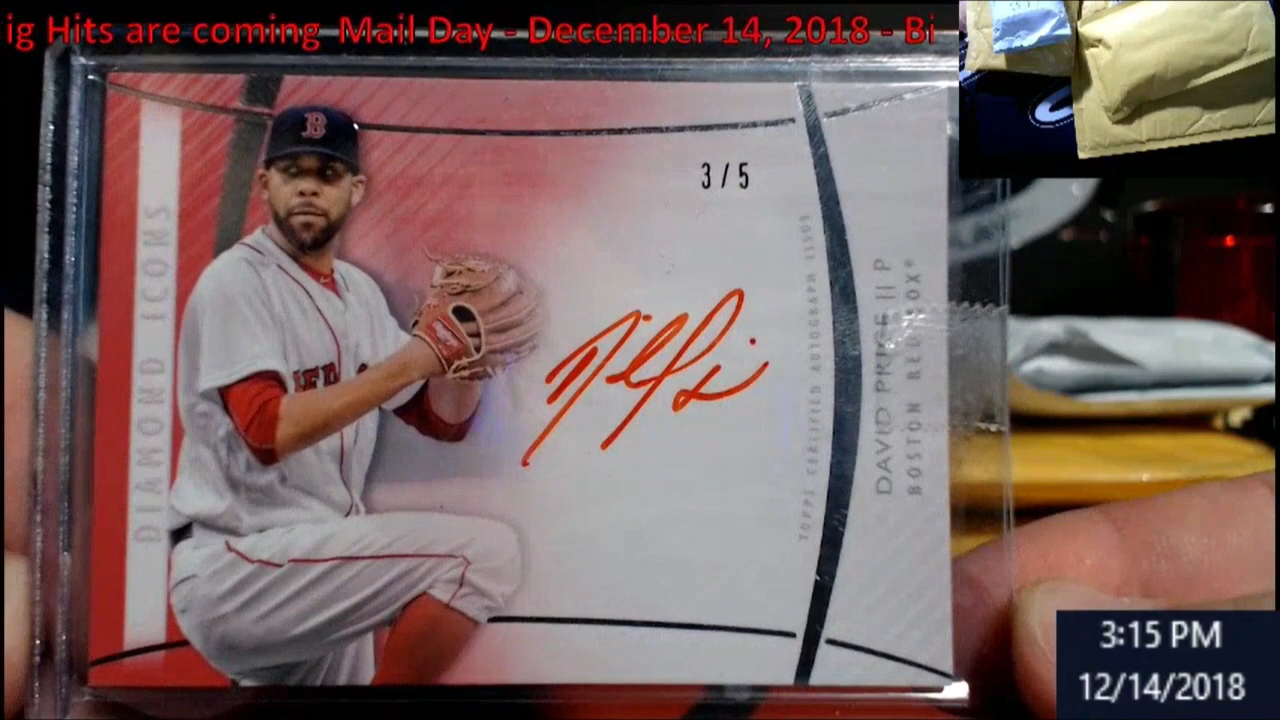 ig Hits are coming Mail Day - December 14, 2018 - Bi
B
3 / 5
DIAMOND ICONS
TOPPS CERTIFIED AUTOGRAPH ISSUE
DAVID PRICE || P
BOSTON RED SOX®
3:15 PM
12/14/2018